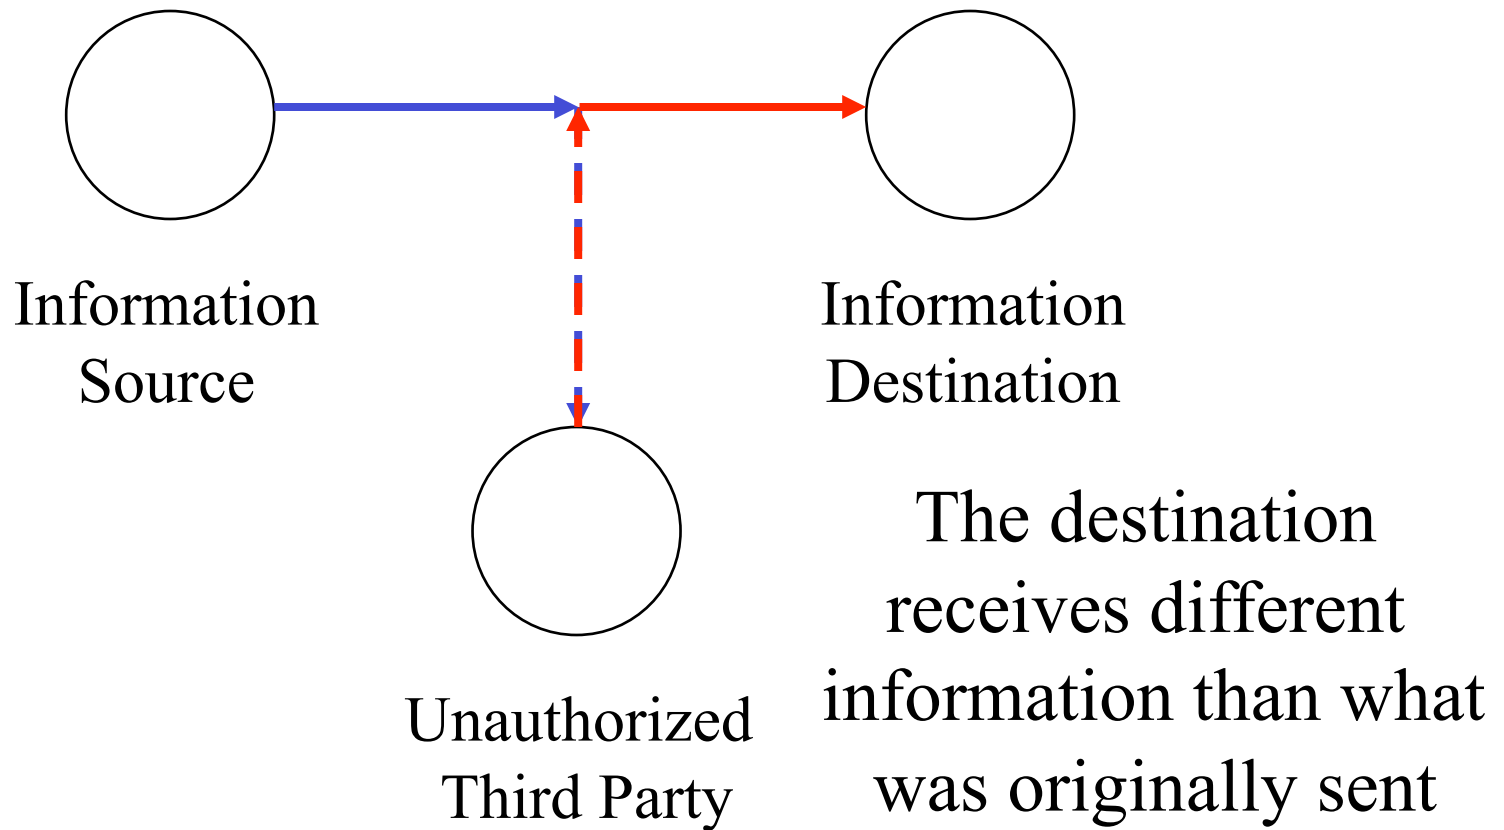 Information
Source
Information
Destination
Unauthorized
Third Party
The destination
receives different
information than what
was originally sent